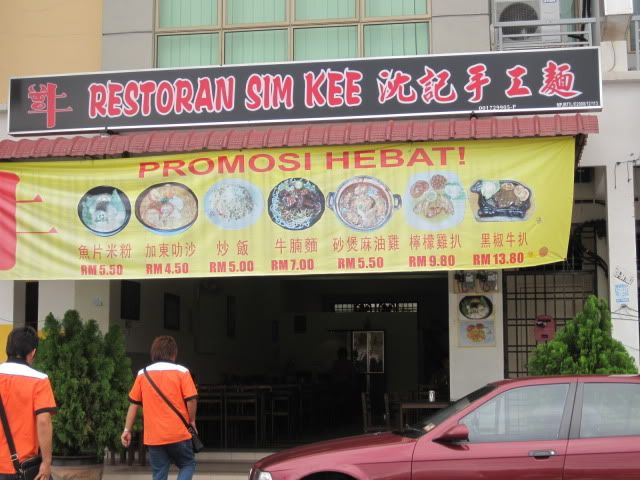 RESTORAN SIM KEE 沈記手工麵
001729905-P
PROMOSI HEBAT!
魚片米粉 加東叻沙 炒飯 牛腩麵 砂煲麻油雞 檸檬雞扒 黑椒牛扒
RM 5.50 RM 4.50 RM 5.00 RM 7.00 RM 5.50 RM 9.80 RM 13.80